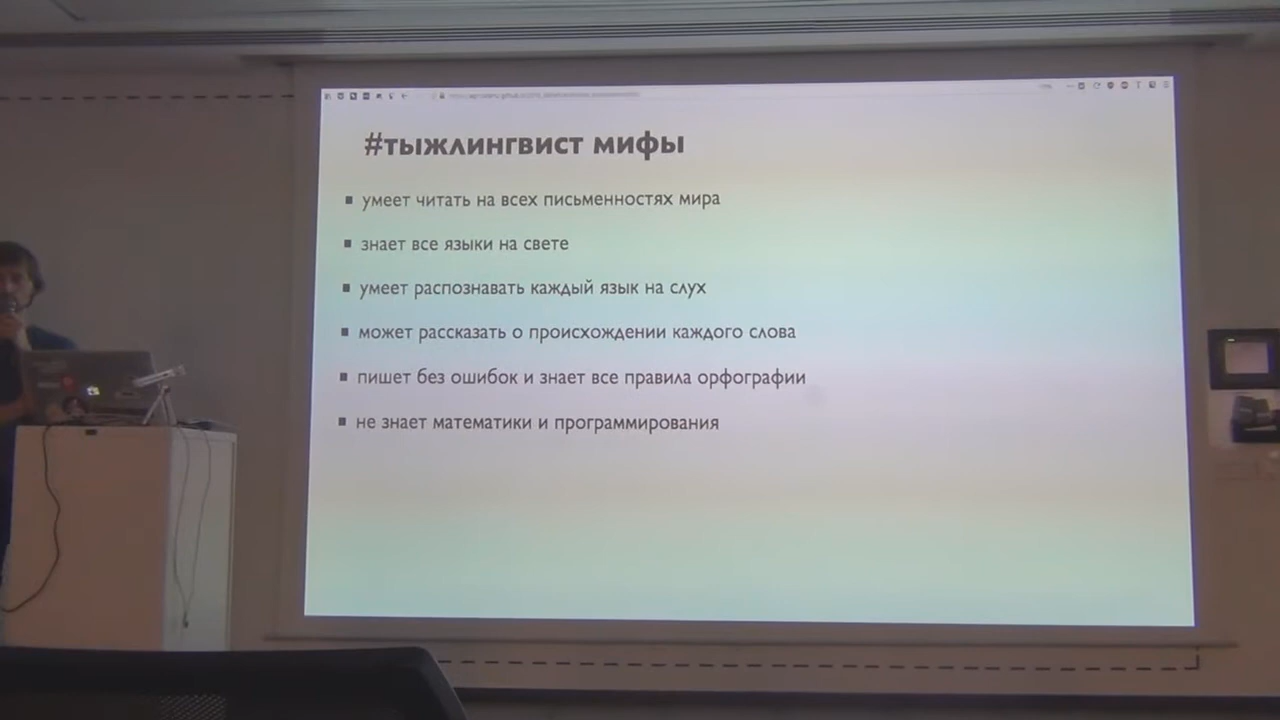 #тыжлингвист мифы
умеет читать на всех письменностях мира
знает все языки на свете
умеет распознавать каждый язык на слух
может рассказать о происхождении каждого слова
пишет без ошибок и знает все правила орфографии
не знает математики и программирования